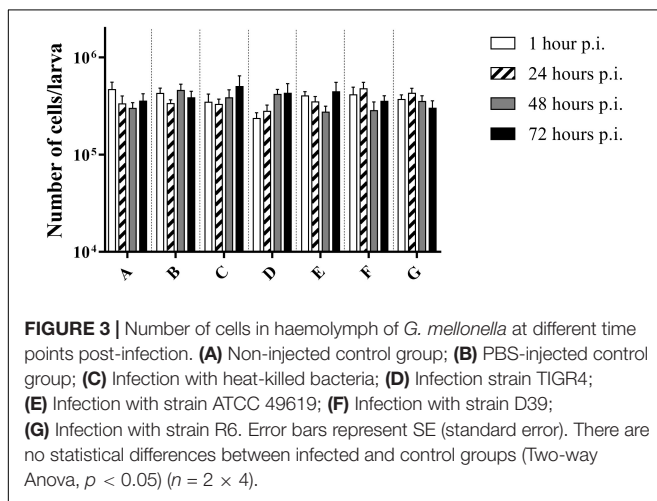 Number of cells/larva
10⁶
10⁵
10⁴
A B C D E F G
1 hour p.i.
24 hours p.i.
48 hours p.i.
72 hours p.i.
FIGURE 3 | Number of cells in haemolymph of G. mellonella at different time
points post-infection. (A) Non-injected control group; (B) PBS-injected control
group; (C) Infection with heat-killed bacteria; (D) Infection strain TIGR4;
(E) Infection with strain ATCC 49619; (F) Infection with strain D39;
(G) Infection with strain R6. Error bars represent SE (standard error). There are
no statistical differences between infected and control groups (Two-way
Anova, p < 0.05) (n = 2 × 4).